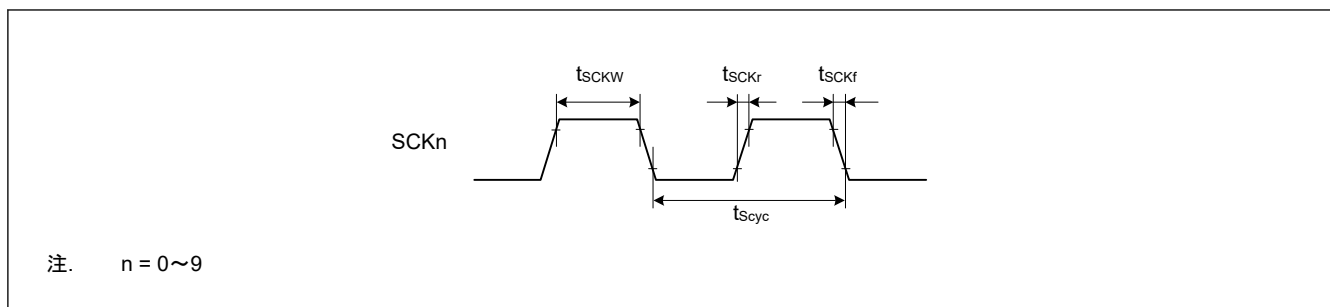 tSCKW tSCKr tSCKf
SCKn
tScyc
注. n = 0～9